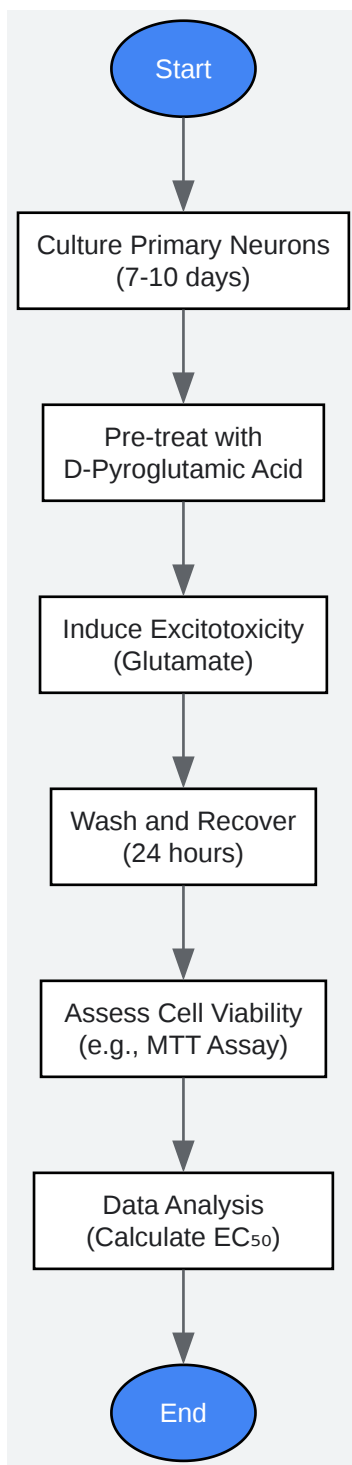 Start
Culture Primary Neurons
(7-10 days)
Pre-treat with
D-Pyroglutamic Acid
Induce Excitotoxicity
(Glutamate)
Wash and Recover
(24 hours)
Assess Cell Viability
(e.g., MTT Assay)
Data Analysis
(Calculate EC₅₀)
End